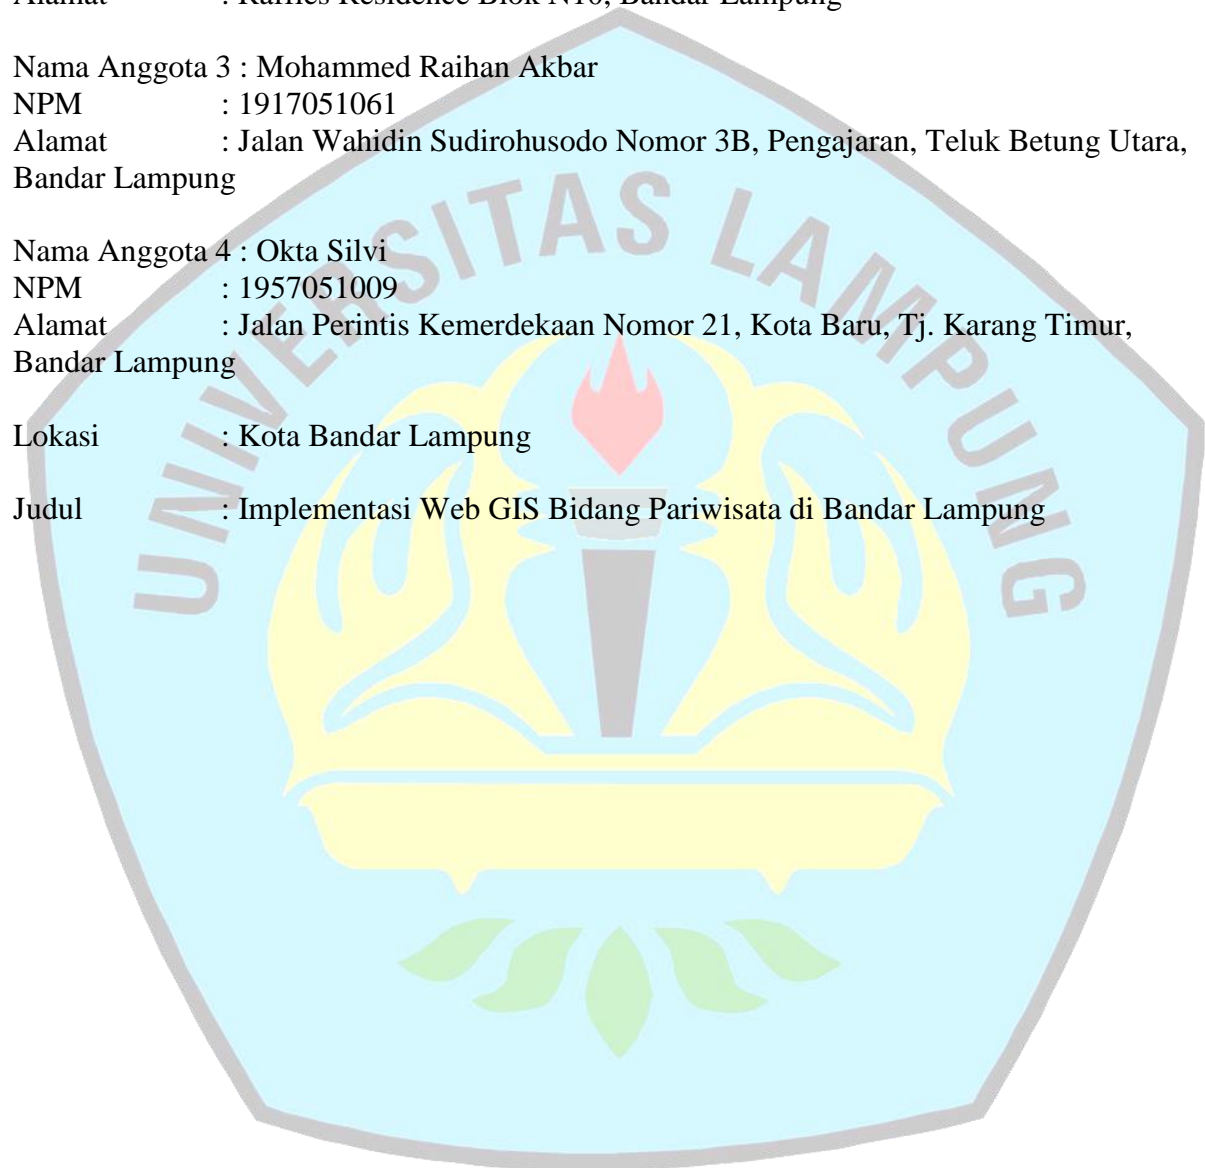 Alamat : Raffles Residence Blok N10, Bandar Lampung
Nama Anggota 3 : Mohammed Raihan Akbar
NPM : 1917051061
Alamat : Jalan Wahidin Sudirohusodo Nomor 3B, Pengajaran, Teluk Betung Utara,
Bandar Lampung
Nama Anggota 4 : Okta Silvi
NPM : 1957051009
Alamat : Jalan Perintis Kemerdekaan Nomor 21, Kota Baru, Tj. Karang Timur,
Bandar Lampung
Lokasi : Kota Bandar Lampung
Judul : Implementasi Web GIS Bidang Pariwisata di Bandar Lampung
UNIVERSITAS LAMPUNG